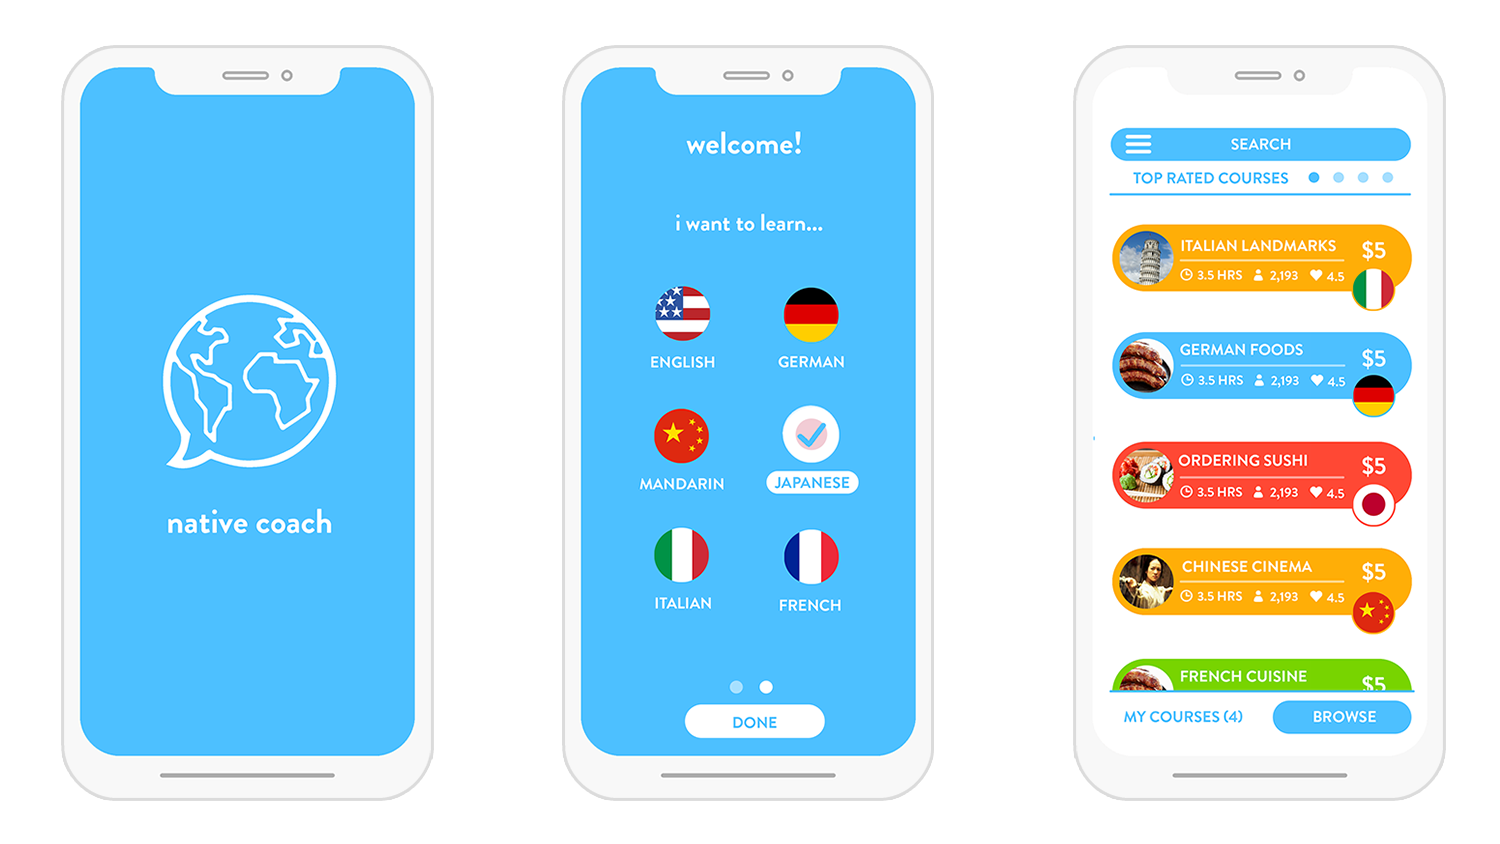 native coach
welcome!
i want to learn...
ENGLISH
GERMAN
MANDARIN
JAPANESE
ITALIAN
FRENCH
DONE
SEARCH
TOP RATED COURSES
ITALIAN LANDMARKS
$5
3.5 HRS 2,193 4.5
GERMAN FOODS
$5
3.5 HRS 2,193 4.5
ORDERING SUSHI
$5
3.5 HRS 2,193 4.5
CHINESE CINEMA
$5
3.5 HRS 2,193 4.5
FRENCH CUISINE
$5
MY COURSES (4)
BROWSE